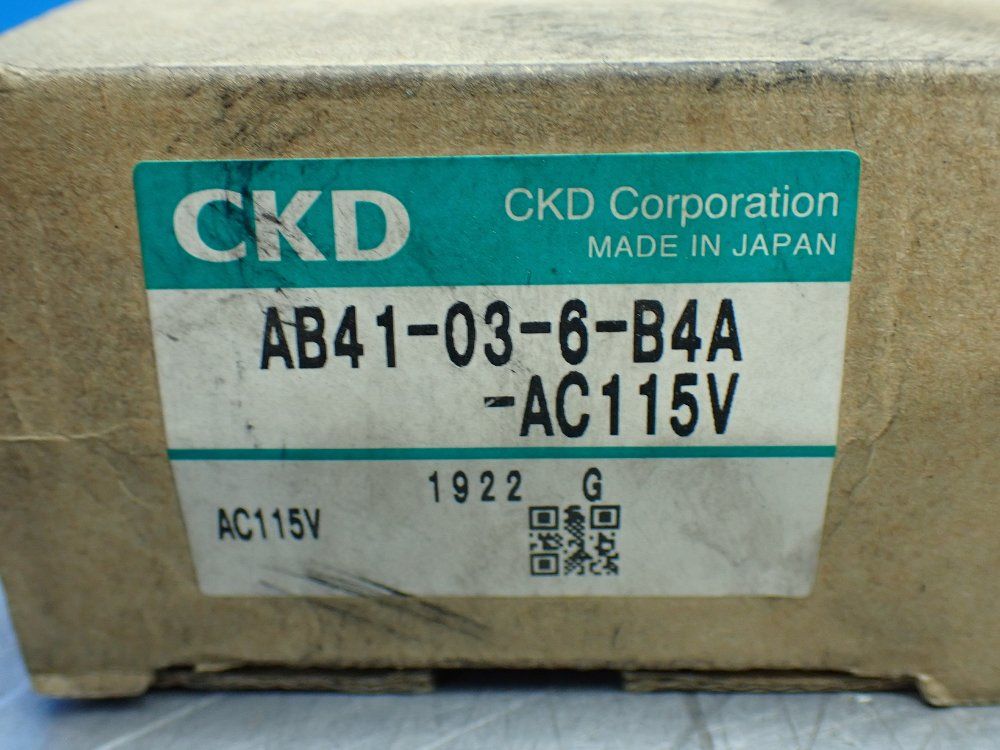 CKD
CKD Corporation
MADE IN JAPAN
AB41-03-6-B4A
-AC115V
1922 G
AC115V